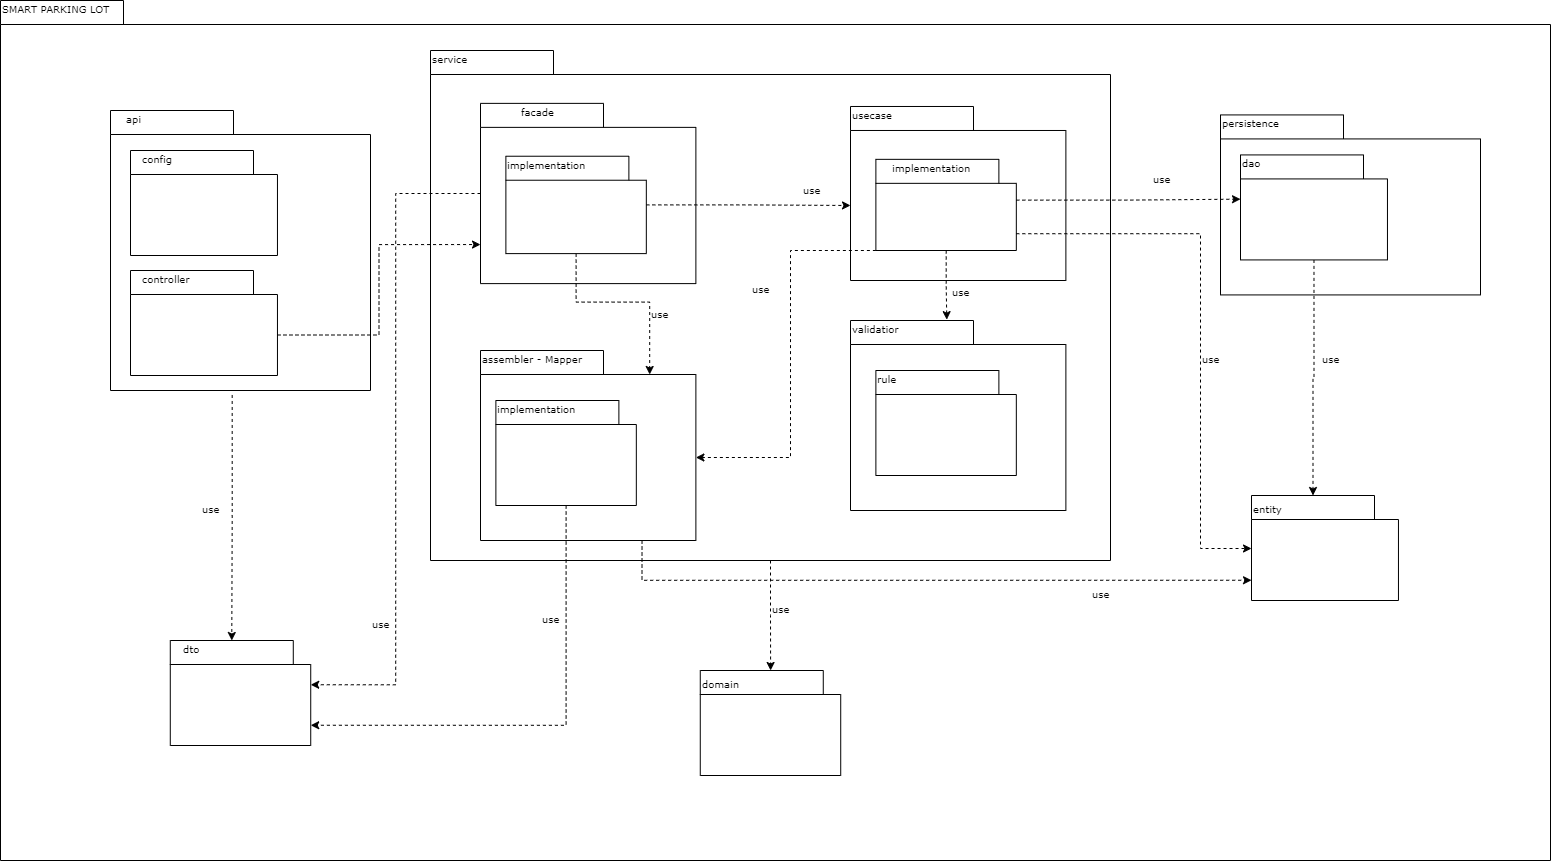 SMART PARKING LOT
service
facade
usecase
api
persistence
config
implementation
implementation
dao
use
use
controller
use
use
use
validatior
assembler - Mapper
use
use
rule
implementation
use
entity
use
use
use
use
dto
domain